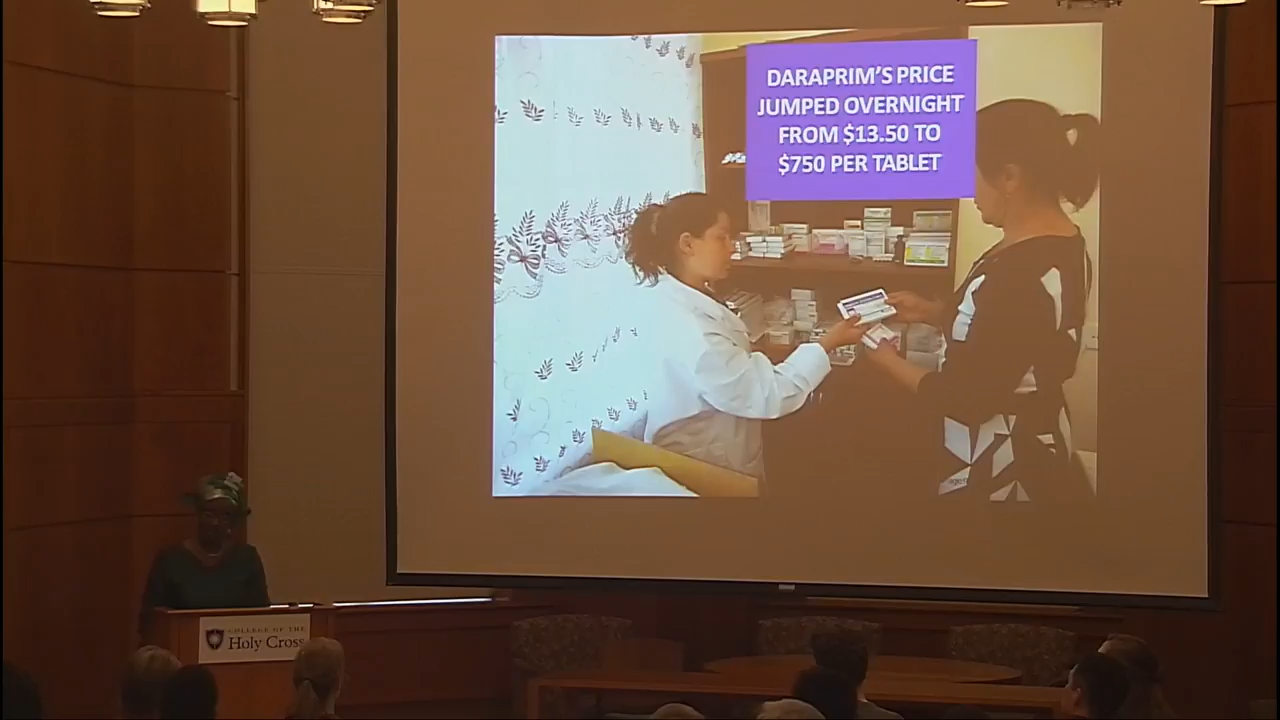 DARAPRIM'S PRICE
JUMPED OVERNIGHT
FROM $13.50 TO
$750 PER TABLET
COLLEGE OF THE
Holy Cross